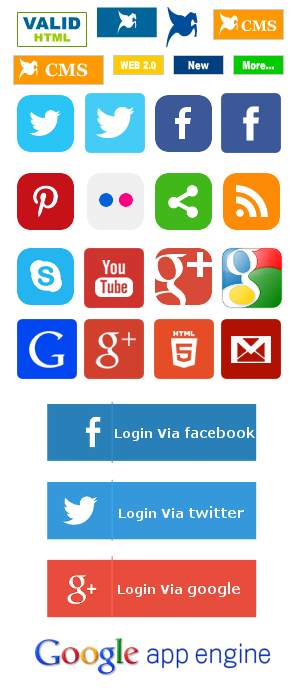 VALID
HTML
CMS
CMS
WEB 2.0
New
More...
f
f
S
You
Tube
g+
g
G
g+
HTML
5
M
f Login Via facebook
Login Via twitter
g+ Login Via google
Google app engine